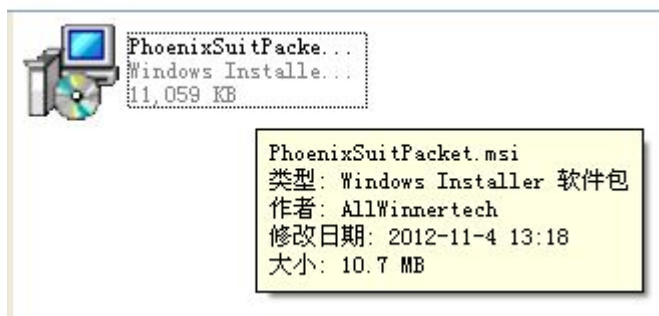 PhoenixSuitPacke...
Windows Installe...
11,059 KB
PhoenixSuitPacket.msi
类型: Windows Installer 软件包
作者: AllWinnertech
修改日期: 2012-11-4 13:18
大小: 10.7 MB